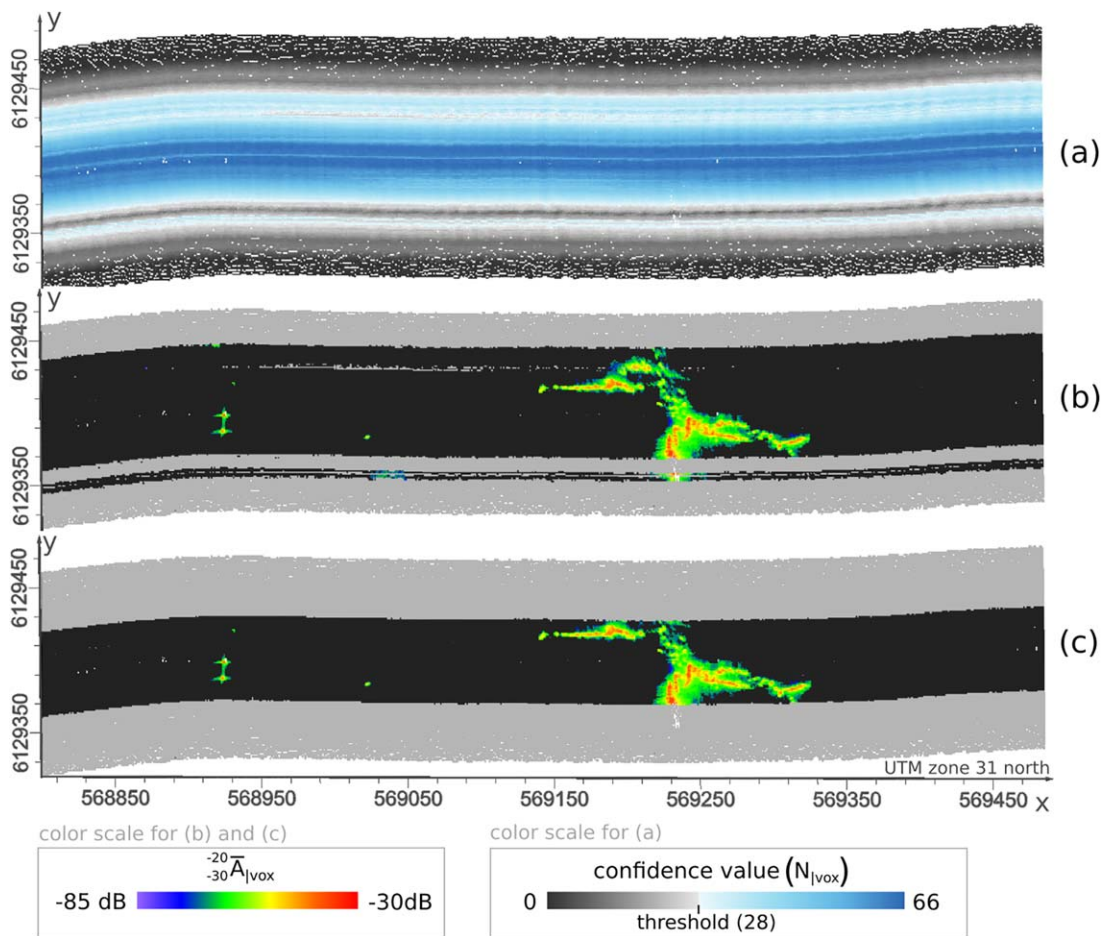 y
6129450
6129350
(a)
y
6129450
6129350
(b)
y
6129450
6129350
(c)
UTM zone 31 north
568850 568950 569050 569150 569250 569350 569450 x
color scale for (b) and (c)
-20
-30 A|vox
-85 dB -30dB
color scale for (a)
confidence value (N|vox)
0 66
threshold (28)